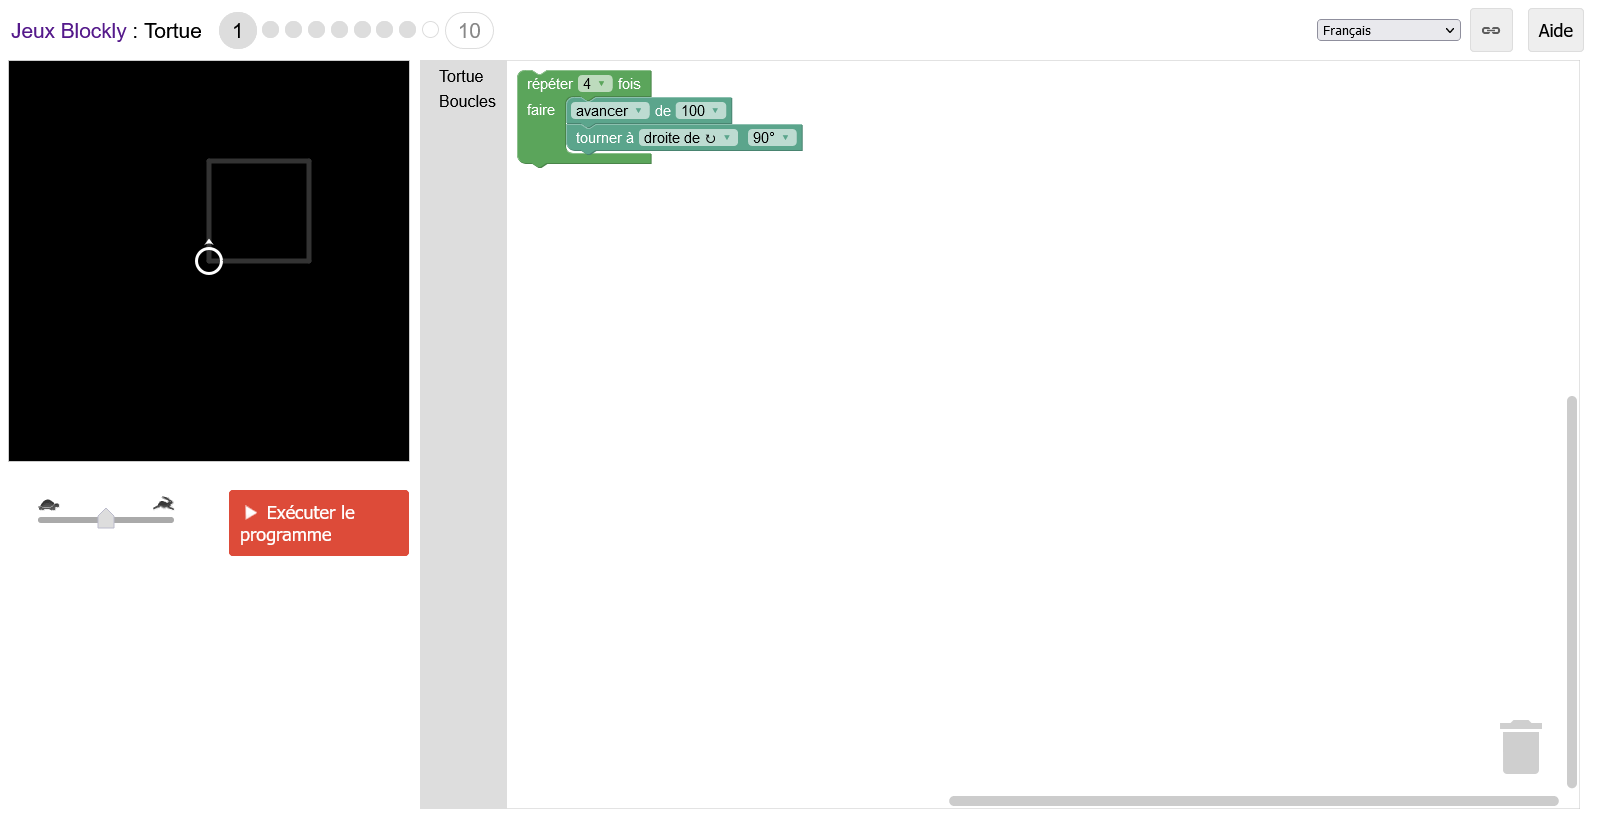 Jeux Blockly : Tortue 1 10 Français Aide
Tortue
Boucles
répéter 4 fois
faire avancer de 100
tourner à droite de ↻ 90°
Exécuter le
programme